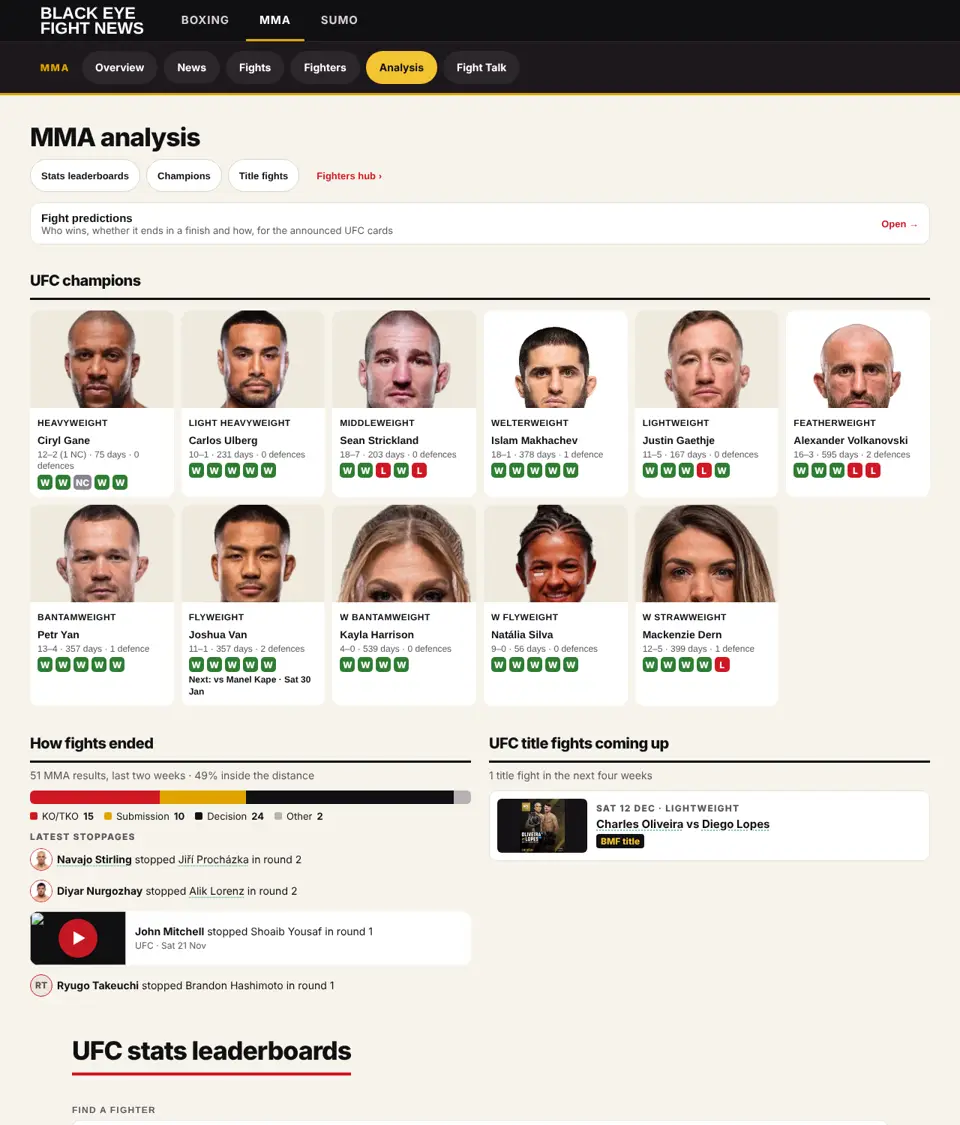 BLACK EYE
FIGHT NEWS
BOXING
MMA
SUMO
MMA
Overview
News
Fights
Fighters
Analysis
Fight Talk
MMA analysis
Stats leaderboards
Champions
Title fights
Fighters hub ›
Fight predictions
Who wins, whether it ends in a finish and how, for the announced UFC cards
Open →
UFC champions
HEAVYWEIGHT
Ciryl Gane
12–2 (1 NC) · 75 days · 0
defences
W W NC W W
LIGHT HEAVYWEIGHT
Carlos Ulberg
10–1 · 231 days · 0 defences
W W W W W
MIDDLEWEIGHT
Sean Strickland
18–7 · 203 days · 0 defences
W W L W L
WELTERWEIGHT
Islam Makhachev
18–1 · 378 days · 1 defence
W W W W W
LIGHTWEIGHT
Justin Gaethje
11–5 · 167 days · 0 defences
W W W L W
FEATHERWEIGHT
Alexander Volkanovski
16–3 · 595 days · 2 defences
W W W L L
BANTAMWEIGHT
Petr Yan
13–4 · 357 days · 1 defence
W W W W W
FLYWEIGHT
Joshua Van
11–1 · 357 days · 2 defences
W W W W W
Next: vs Manel Kape · Sat 30
Jan
W BANTAMWEIGHT
Kayla Harrison
4–0 · 539 days · 0 defences
W W W W
W FLYWEIGHT
Natália Silva
9–0 · 56 days · 0 defences
W W W W W
W STRAWWEIGHT
Mackenzie Dern
12–5 · 399 days · 1 defence
W W W W L
How fights ended
51 MMA results, last two weeks · 49% inside the distance
KO/TKO 15
Submission 10
Decision 24
Other 2
LATEST STOPPAGES
Navajo Stirling stopped Jiří Procházka in round 2
Diyar Nurgozhay stopped Alik Lorenz in round 2
John Mitchell stopped Shoaib Yousaf in round 1
UFC · Sat 21 Nov
RT
Ryugo Takeuchi stopped Brandon Hashimoto in round 1
UFC title fights coming up
1 title fight in the next four weeks
OLIVEIRA
LOPES
SAT 12 DEC · LIGHTWEIGHT
Charles Oliveira vs Diego Lopes
BMF title
UFC stats leaderboards
FIND A FIGHTER